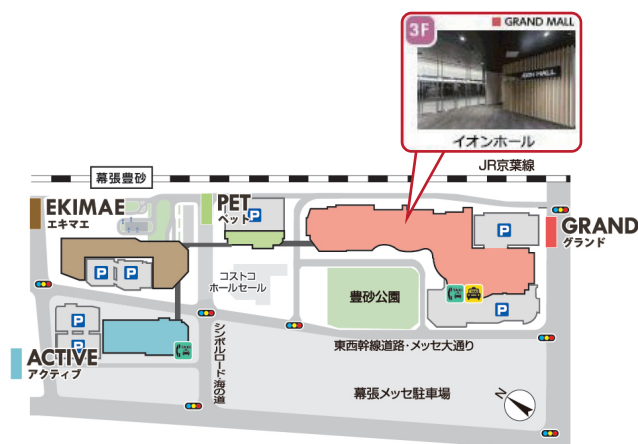 3F
GRAND MALL
AEON HALL
イオンホール
JR京葉線
幕張豊砂
EKIMAE
エキマエ
PET
ペット
P
P
GRAND
グランド
P
P
コストコ
ホールセール
豊砂公園
TAXI
P
P
P
P
ACTIVE
アクティブ
シンボルロード・海の道
東西幹線道路・メッセ大通り
幕張メッセ駐車場
N